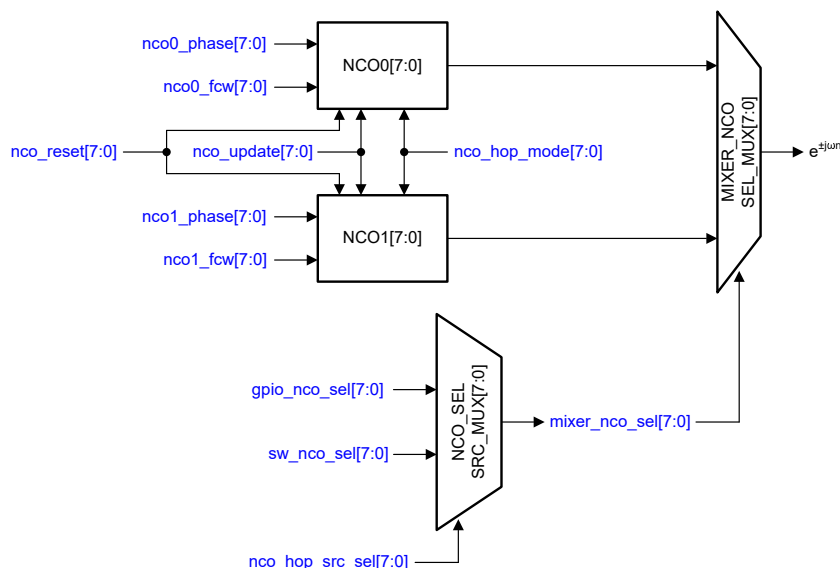 nco0_phase[7:0]
nco0_fcw[7:0]
NCO0[7:0]
nco_reset[7:0]
nco_update[7:0]
nco_hop_mode[7:0]
nco1_phase[7:0]
nco1_fcw[7:0]
NCO1[7:0]
MIXER_NCO
SEL_MUX[7:0]
e±jωn
gpio_nco_sel[7:0]
sw_nco_sel[7:0]
NCO_SEL
SRC_MUX[7:0]
mixer_nco_sel[7:0]
nco_hop_src_sel[7:0]